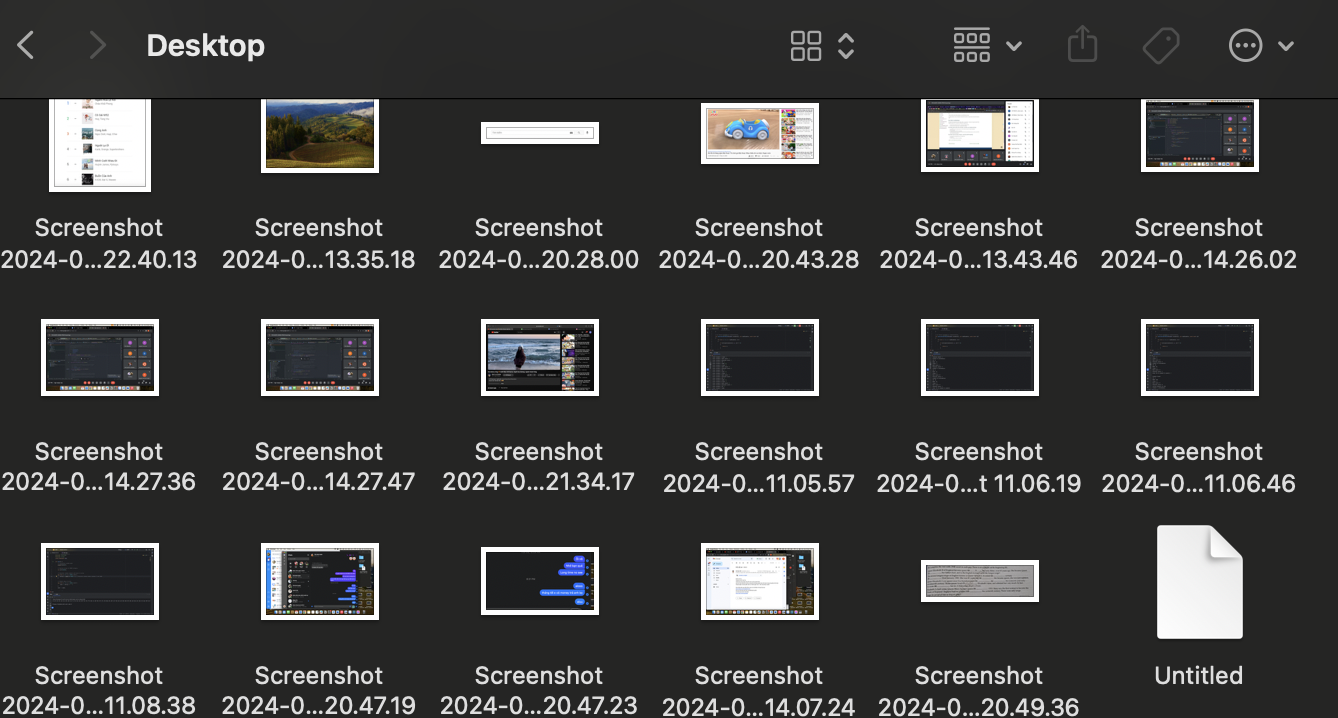 Desktop
Screenshot Screenshot Screenshot Screenshot Screenshot Screenshot
2024-0...22.40.13 2024-0...13.35.18 2024-0...20.28.00 2024-0...20.43.28 2024-0...13.43.46 2024-0...14.26.02
Screenshot Screenshot Screenshot Screenshot Screenshot Screenshot
2024-0...14.27.36 2024-0...14.27.47 2024-0...21.34.17 2024-0...11.05.57 2024-0...t 11.06.19 2024-0...11.06.46
Screenshot Screenshot Screenshot Screenshot Screenshot Untitled
2024-0...11.08.38 2024-0...20.47.19 2024-0...20.47.23 2024-0...14.07.24 2024-0...20.49.36